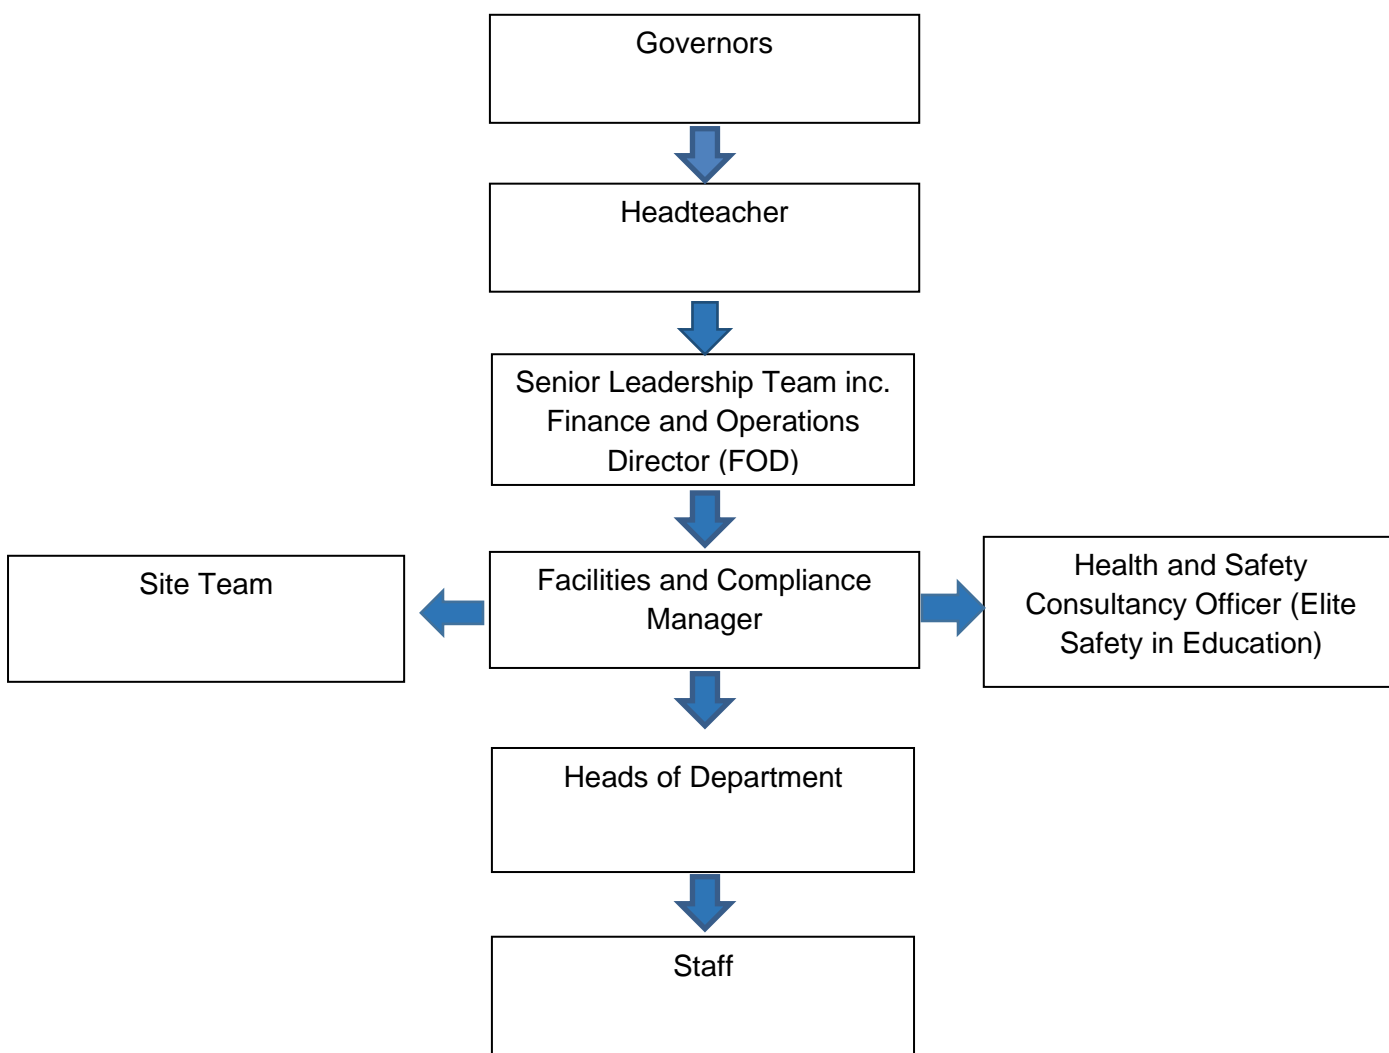 Governors
Headteacher
Senior Leadership Team inc.
Finance and Operations
Director (FOD)
Site Team
Facilities and Compliance
Manager
Health and Safety
Consultancy Officer (Elite
Safety in Education)
Heads of Department
Staff